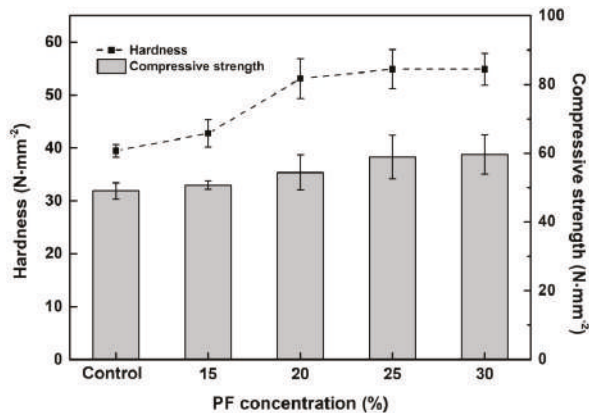 Hardness
Compressive strength
Hardness (N·mm⁻²)
60
50
40
30
20
10
0
100
80
60
40
20
0
Compressive strength (N·mm⁻²)
Control 15 20 25 30
PF concentration (%)